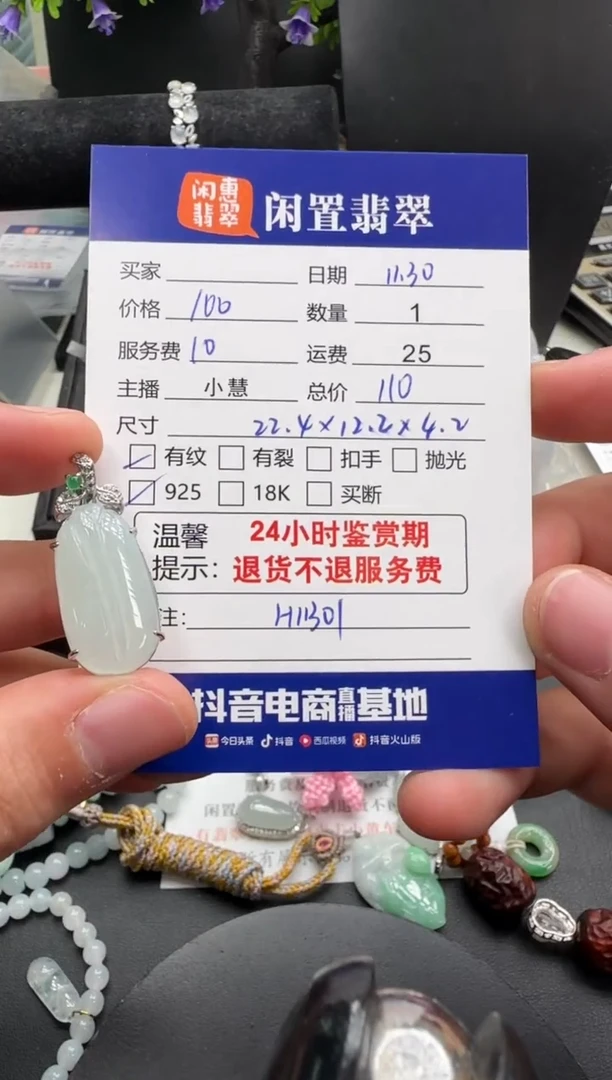 闲惠
翡翠
闲置翡翠
买家 日期 11.30
价格 100 数量 1
服务费 10 运费 25
主播 小慧 总价 110
尺寸 22.4×12.2×4.2
有纹 有裂 扣手 抛光
925 18K 买断
温馨 24小时鉴赏期
提示: 退货不退服务费
注: H11301
抖音电商直播基地
头条 今日头条 抖音 西瓜视频 抖音火山版